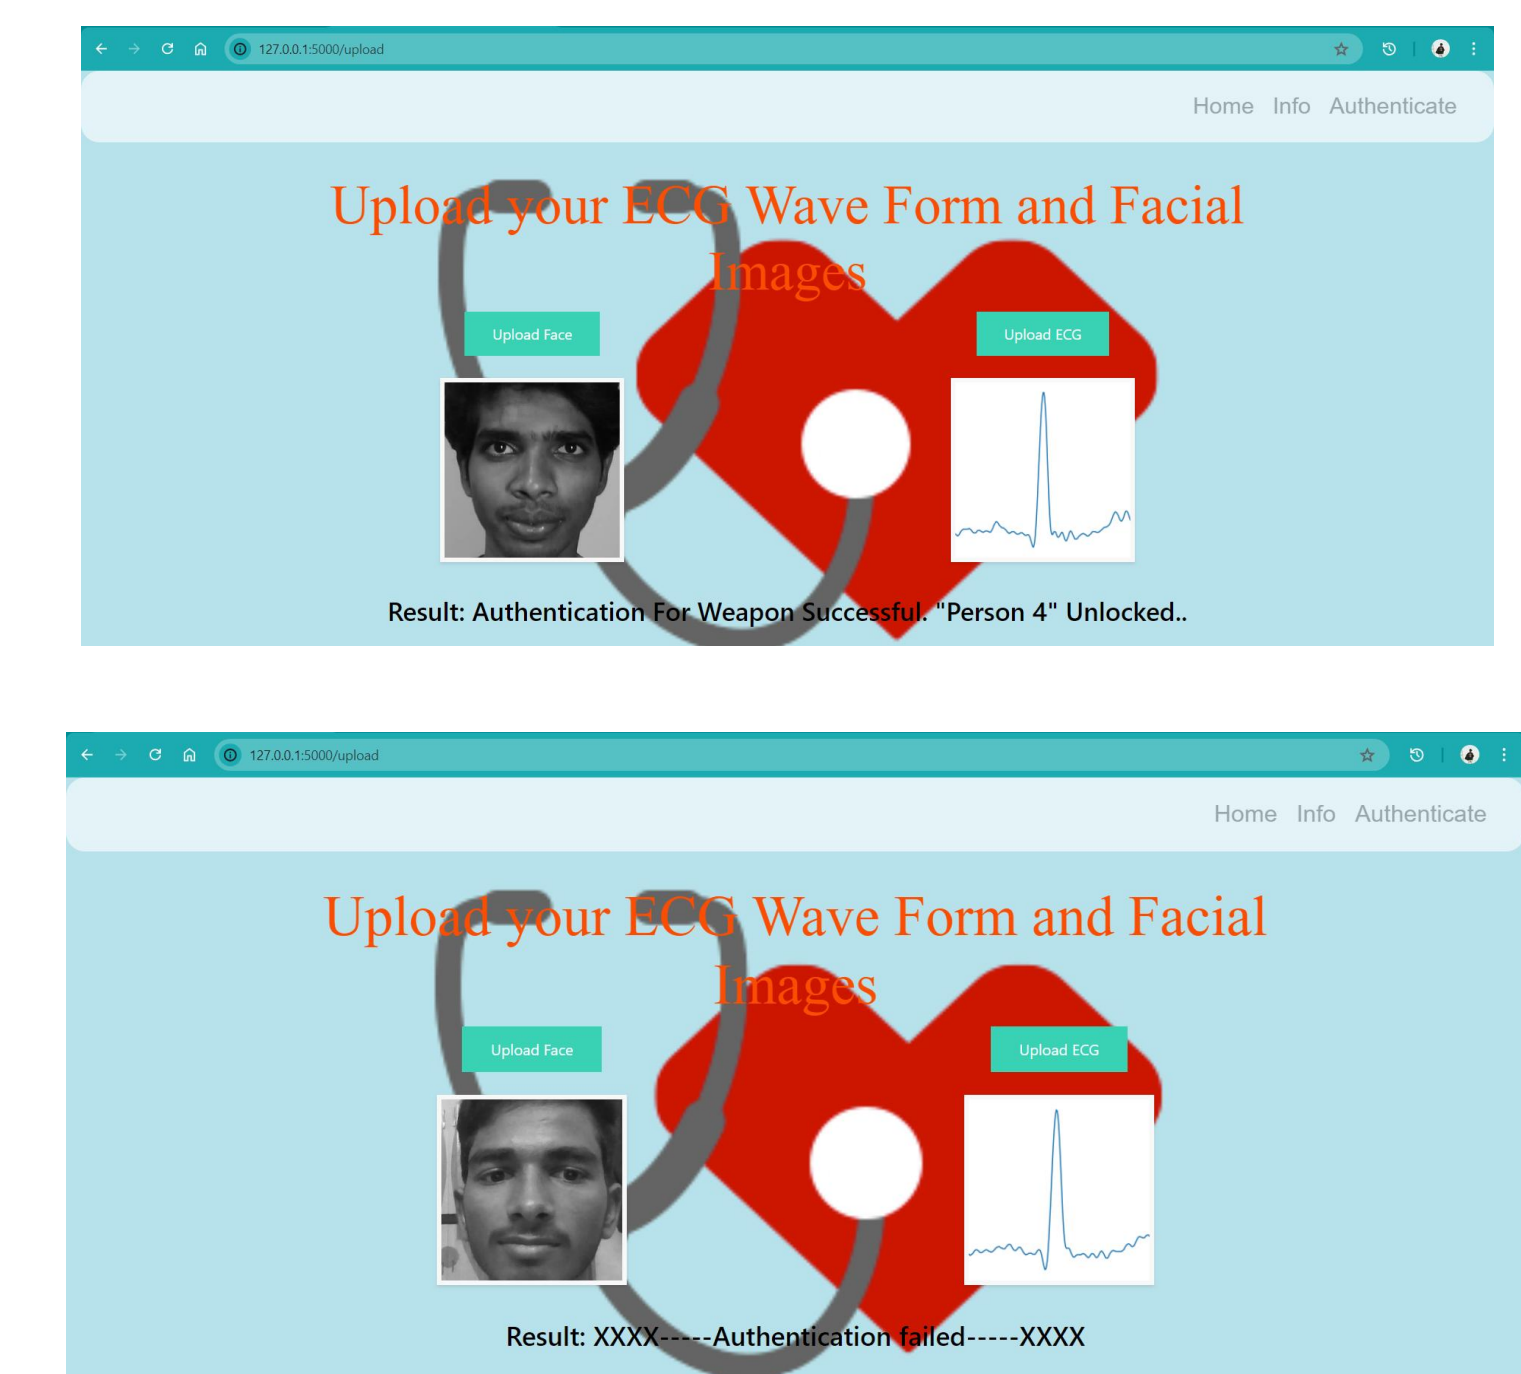 127.0.0.1:5000/upload
Home Info Authenticate
Upload your ECG Wave Form and Facial
Images
Upload Face
Upload ECG
Result: Authentication For Weapon Successful. "Person 4" Unlocked..
127.0.0.1:5000/upload
Home Info Authenticate
Upload your ECG Wave Form and Facial
Images
Upload Face
Upload ECG
Result: XXXX-----Authentication failed-----XXXX